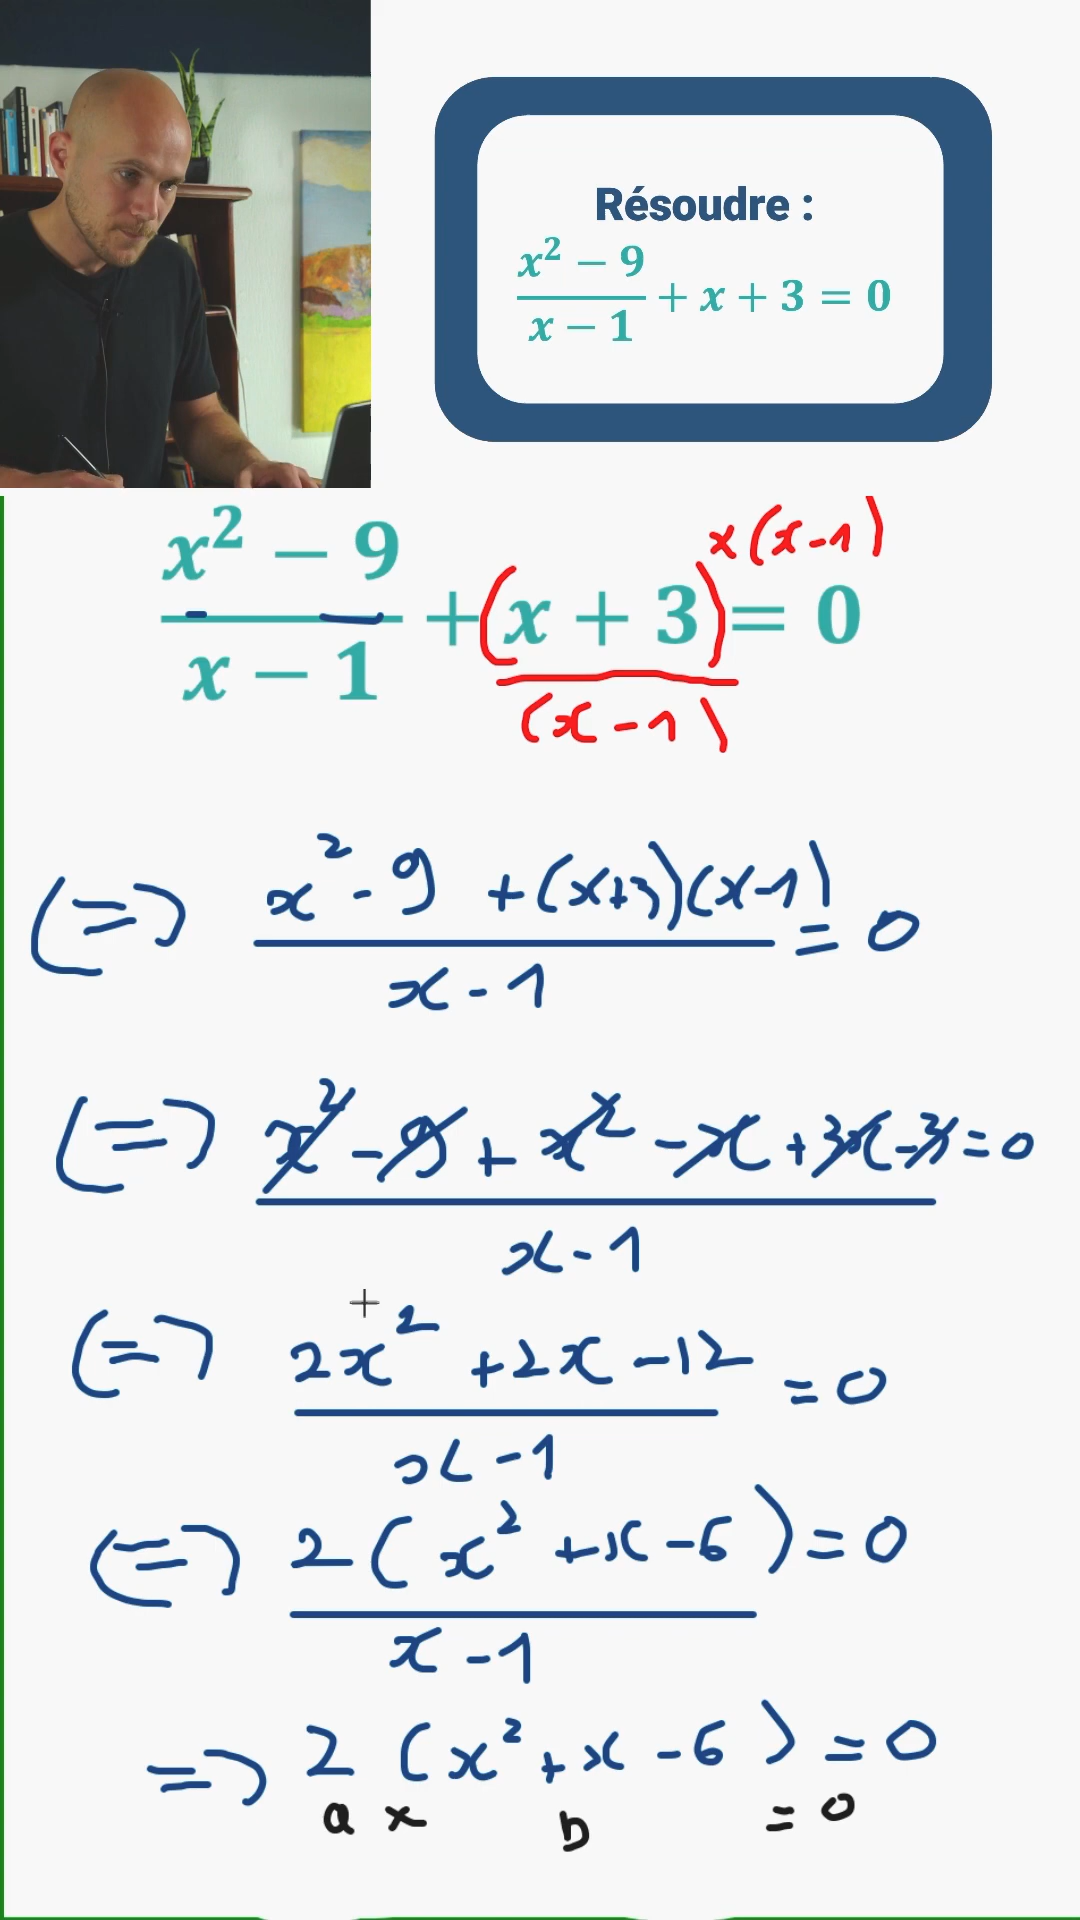 Résoudre :
x² − 9
+ x + 3 = 0
x − 1
x² − 9 ×(x-1)
+ (x + 3) = 0
x − 1 (x-1)
(=) x² - 9 + (x+3)(x-1) = 0
x - 1
(=) x² - 9 + x² - x + 3x - 3 = 0
x - 1
(=) 2x² + 2x - 12 = 0
x - 1
(=) 2 ( x² + x - 6 ) = 0
x - 1
=) 2 ( x² + x - 6 ) = 0
a × b = 0